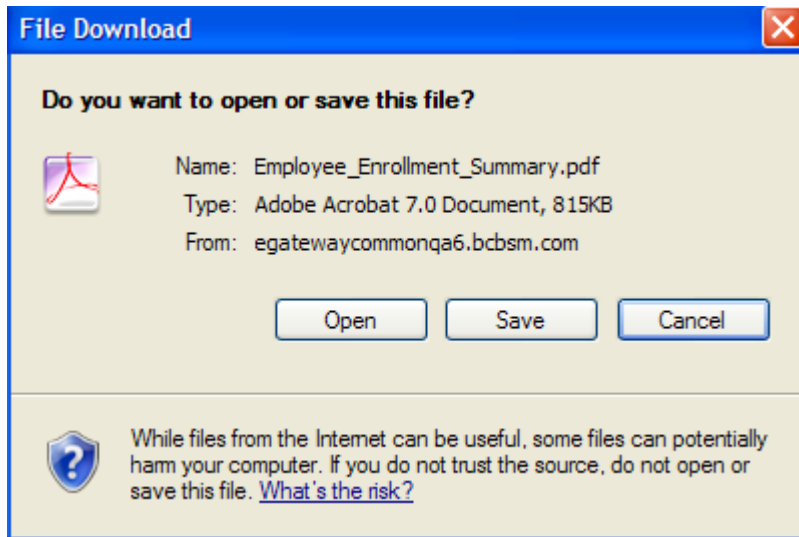 File Download
Do you want to open or save this file?
Name: Employee_Enrollment_Summary.pdf
Type: Adobe Acrobat 7.0 Document, 815KB
From: egatewaycommonqa6.bcbsm.com
Open Save Cancel
While files from the Internet can be useful, some files can potentially
harm your computer. If you do not trust the source, do not open or
save this file. What's the risk?